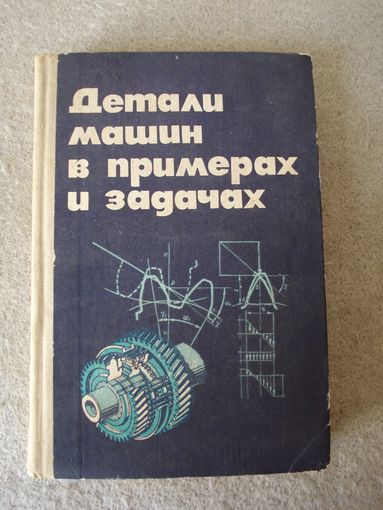 Детали
машин
в примерах
и задачах